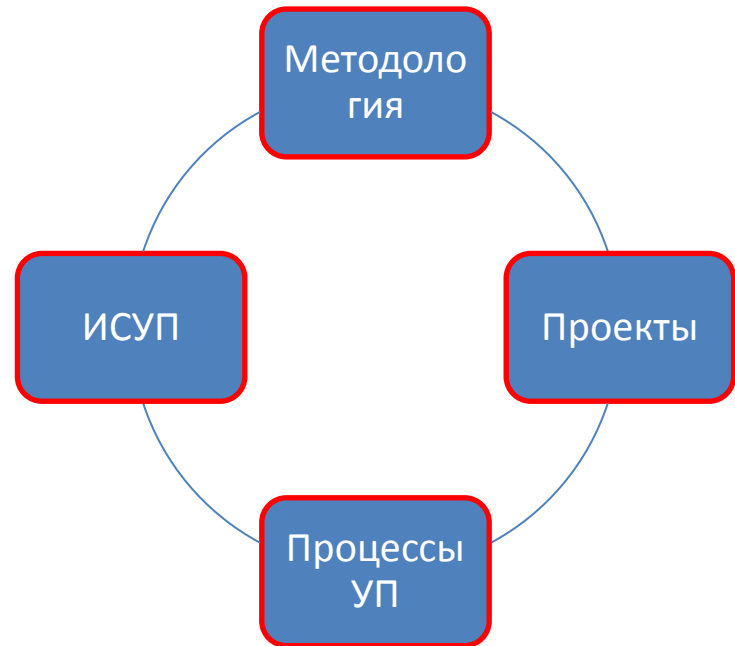 Методоло
гия
ИСУП
Проекты
Процессы
УП